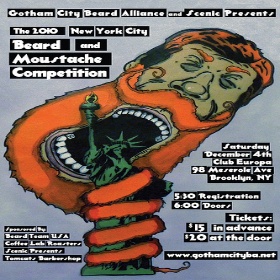 Gotham City Beard Alliance and Scenic Presents
The 2010 New York City
Beard and
Moustache
Competition
Saturday
December 4th
Club Europa
98 Meserole Ave
Brooklyn, NY
5:30 Registration
6:00 Doors
Tickets:
$15 in advance
$20 at the door
Sponsored By
Beard Team USA
Coffee Lab Roasters
Scenic Presents
Tomcats Barbershop
www.gothamcityba.net